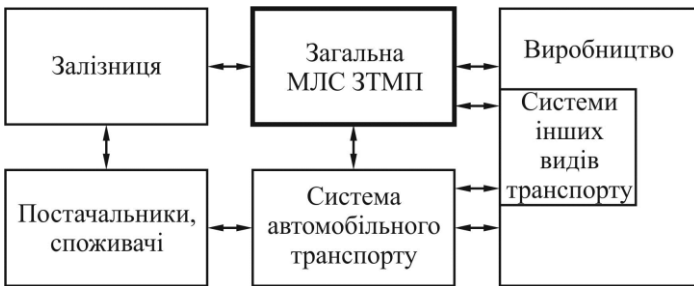 Залізниця
Загальна
МЛС ЗТМП
Виробництво
Системи
інших
видів
транспорту
Постачальники,
споживачі
Система
автомобільного
транспорту